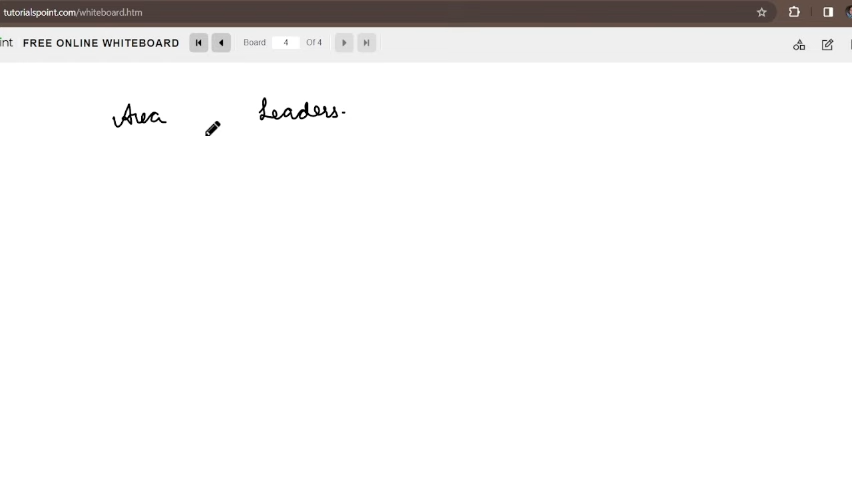 tutorialspoint.com/whiteboard.htm
int FREE ONLINE WHITEBOARD Board 4 Of 4
Area Leaders.